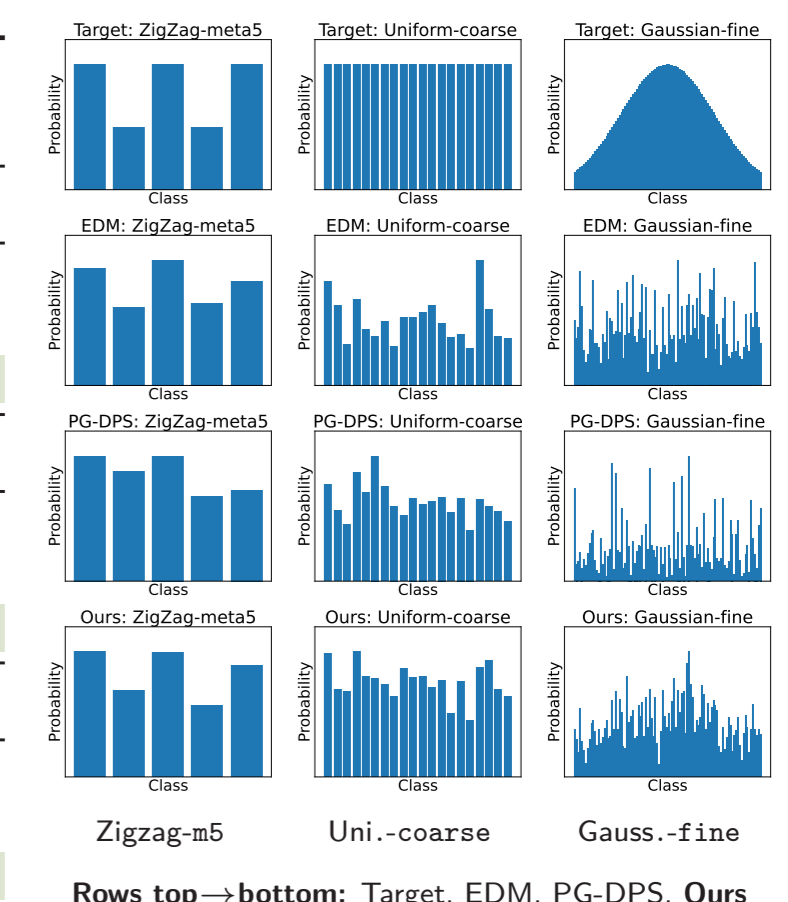 Target: ZigZag-meta5
Target: Uniform-coarse
Target: Gaussian-fine
Probability
Probability
Probability
Class
Class
Class
EDM: ZigZag-meta5
EDM: Uniform-coarse
EDM: Gaussian-fine
Probability
Probability
Probability
Class
Class
Class
PG-DPS: ZigZag-meta5
PG-DPS: Uniform-coarse
PG-DPS: Gaussian-fine
Probability
Probability
Probability
Class
Class
Class
Ours: ZigZag-meta5
Ours: Uniform-coarse
Ours: Gaussian-fine
Probability
Probability
Probability
Class
Class
Class
Zigzag-m5
Uni.-coarse
Gauss.-fine
Rows top→bottom: Target, EDM, PG-DPS, Ours